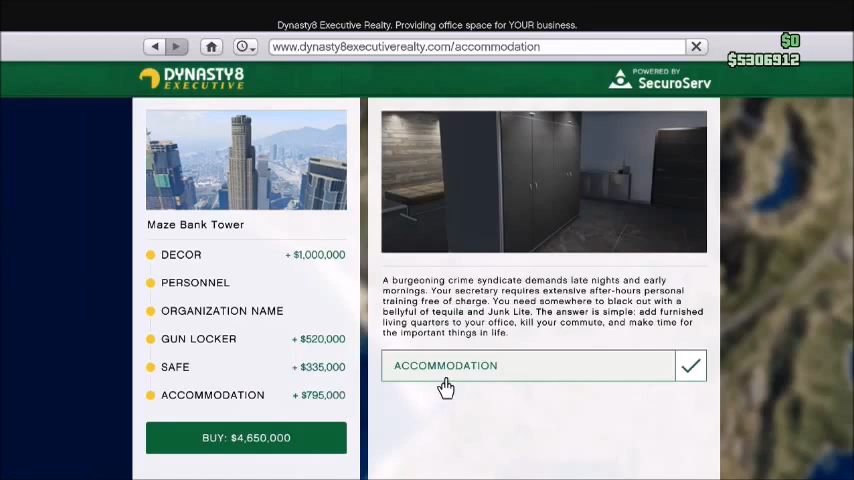 Dynasty8 Executive Realty. Providing office space for YOUR business.
www.dynasty8executiverealty.com/accommodation
$0
$5306912
DYNASTY8
EXECUTIVE
POWERED BY
SecuroServ
Maze Bank Tower
DECOR + $1,000,000
PERSONNEL
ORGANIZATION NAME
GUN LOCKER + $520,000
SAFE + $335,000
ACCOMMODATION + $795,000
BUY: $4,650,000
A burgeoning crime syndicate demands late nights and early
mornings. Your secretary requires extensive after-hours personal
training free of charge. You need somewhere to black out with a
bellyful of tequila and Junk Lite. The answer is simple: add furnished
living quarters to your office, kill your commute, and make time for
the important things in life.
ACCOMMODATION